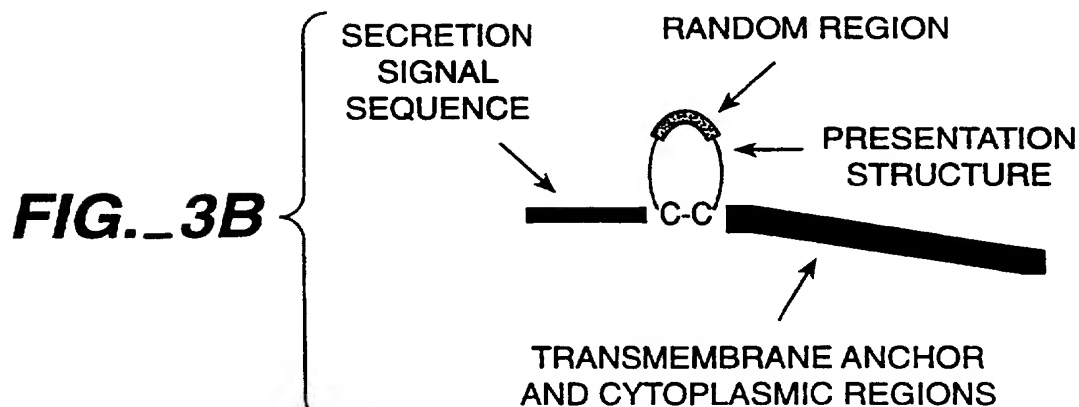 SECRETION
SIGNAL
SEQUENCE
RANDOM REGION
PRESENTATION
STRUCTURE
FIG._3B
C-C
TRANSMEMBRANE ANCHOR
AND CYTOPLASMIC REGIONS